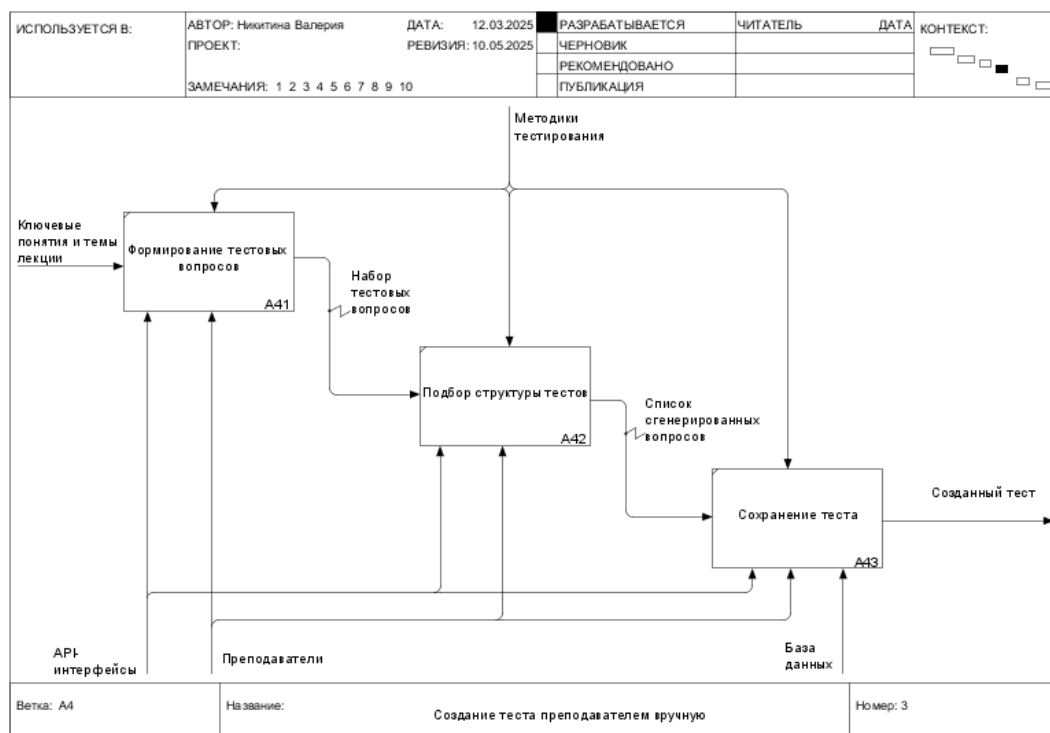 ИСПОЛЬЗУЕТСЯ В:
АВТОР: Никитина Валерия
ДАТА: 12.03.2025
ПРОЕКТ:
РЕВИЗИЯ: 10.05.2025
ЗАМЕЧАНИЯ: 1 2 3 4 5 6 7 8 9 10
РАЗРАБАТЫВАЕТСЯ
ЧЕРНОВИК
РЕКОМЕНДОВАНО
ПУБЛИКАЦИЯ
ЧИТАТЕЛЬ
ДАТА
КОНТЕКСТ:
Методики
тестирования
Ключевые
понятия и темы
лекции
Формирование тестовых
вопросов
A41
Набор
тестовых
вопросов
Подбор структуры тестов
A42
Список
сгенерированных
вопросов
Сохранение теста
A43
Созданный тест
API-
интерфейсы
Преподаватели
База
данных
Ветка: A4
Название:
Создание теста преподавателем вручную
Номер: 3